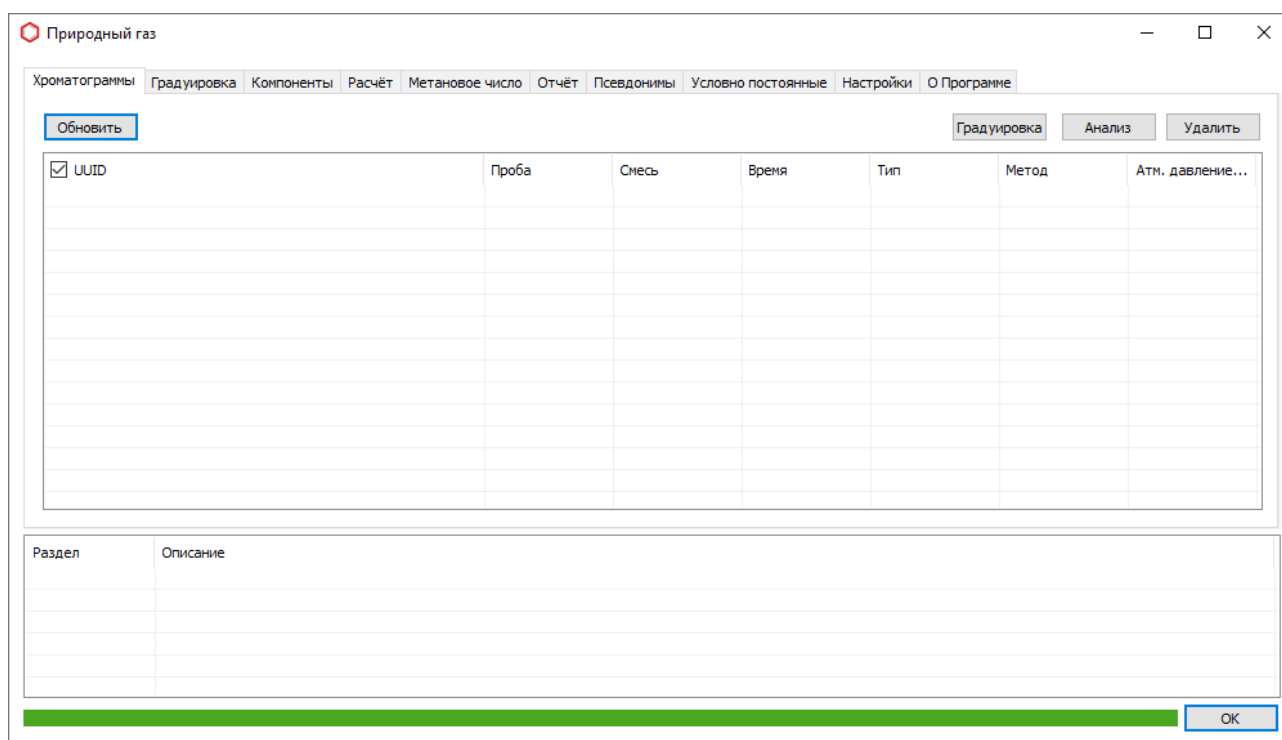 Природный газ
Хроматограммы Градуировка Компоненты Расчёт Метановое число Отчёт Псевдонимы Условно постоянные Настройки О Программе
Обновить Градуировка Анализ Удалить
UUID Проба Смесь Время Тип Метод Атм. давление...
Раздел Описание
OK